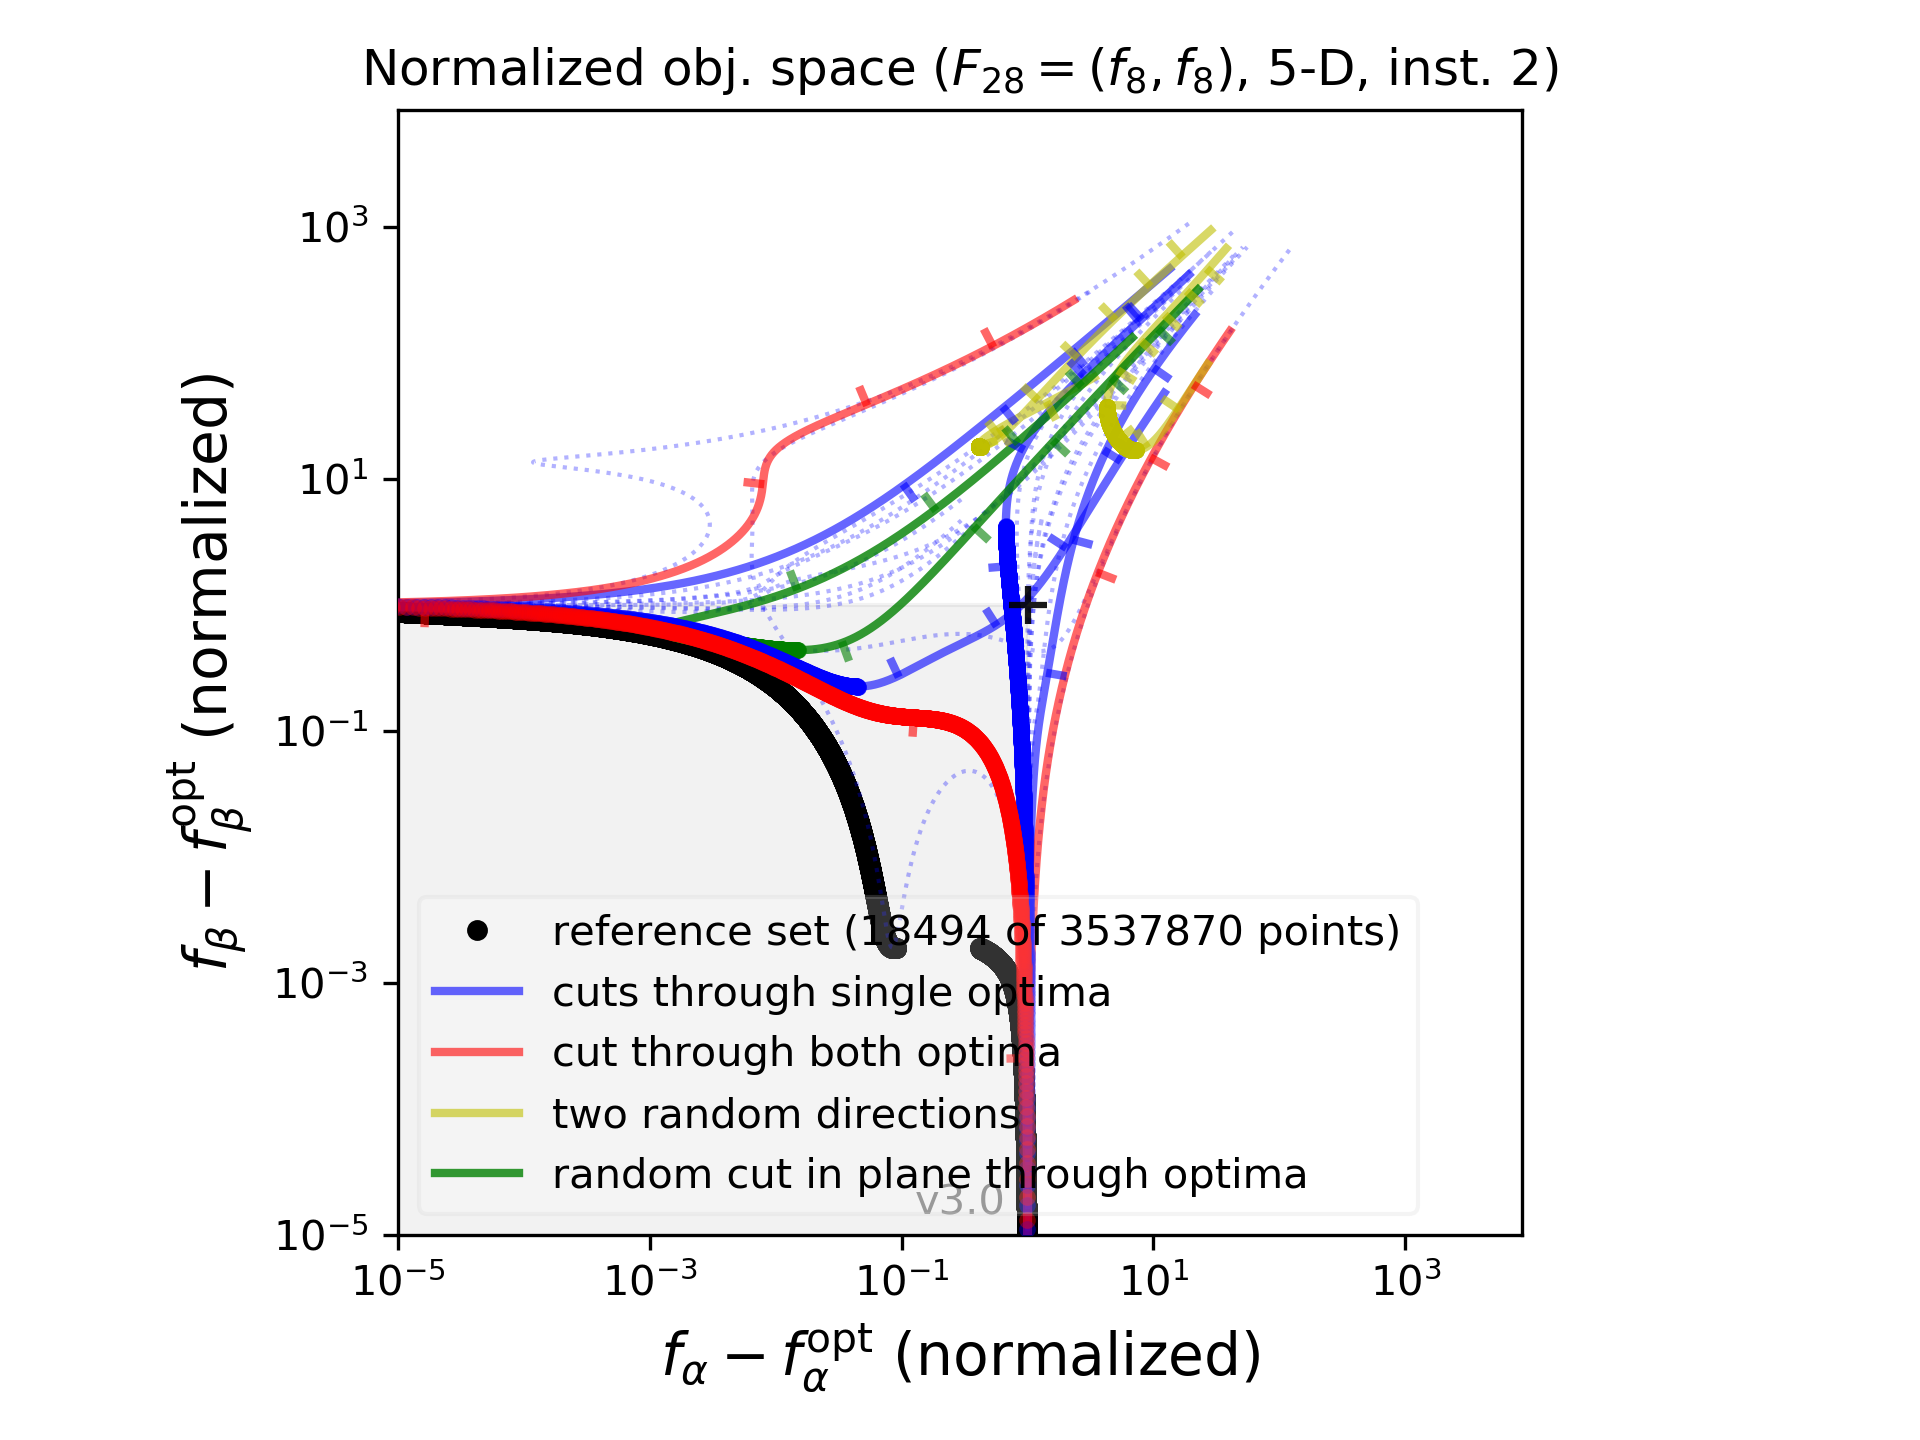 Normalized obj. space (F₂₈ = (f₈, f₈), 5-D, inst. 2)
10³
10¹
10⁻¹
10⁻³
10⁻⁵
f_β − f_β^opt (normalized)
reference set (18494 of 3537870 points)
cuts through single optima
cut through both optima
two random directions
random cut in plane through optima
v3.0
10⁻⁵ 10⁻³ 10⁻¹ 10¹ 10³
f_α − f_α^opt (normalized)